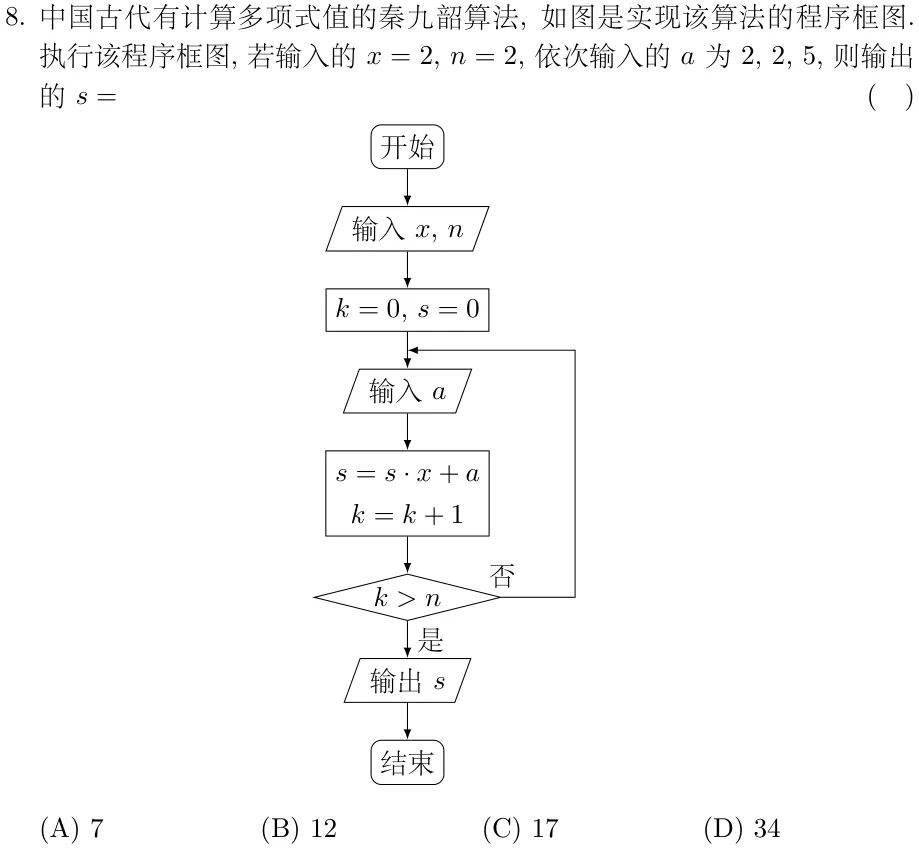 8. 中国古代有计算多项式值的秦九韶算法, 如图是实现该算法的程序框图.
执行该程序框图, 若输入的 x = 2, n = 2, 依次输入的 a 为 2, 2, 5, 则输出
的 s = ( )
开始
输入 x, n
k = 0, s = 0
输入 a
s = s · x + a
k = k + 1
否
k > n
是
输出 s
结束
(A) 7 (B) 12 (C) 17 (D) 34